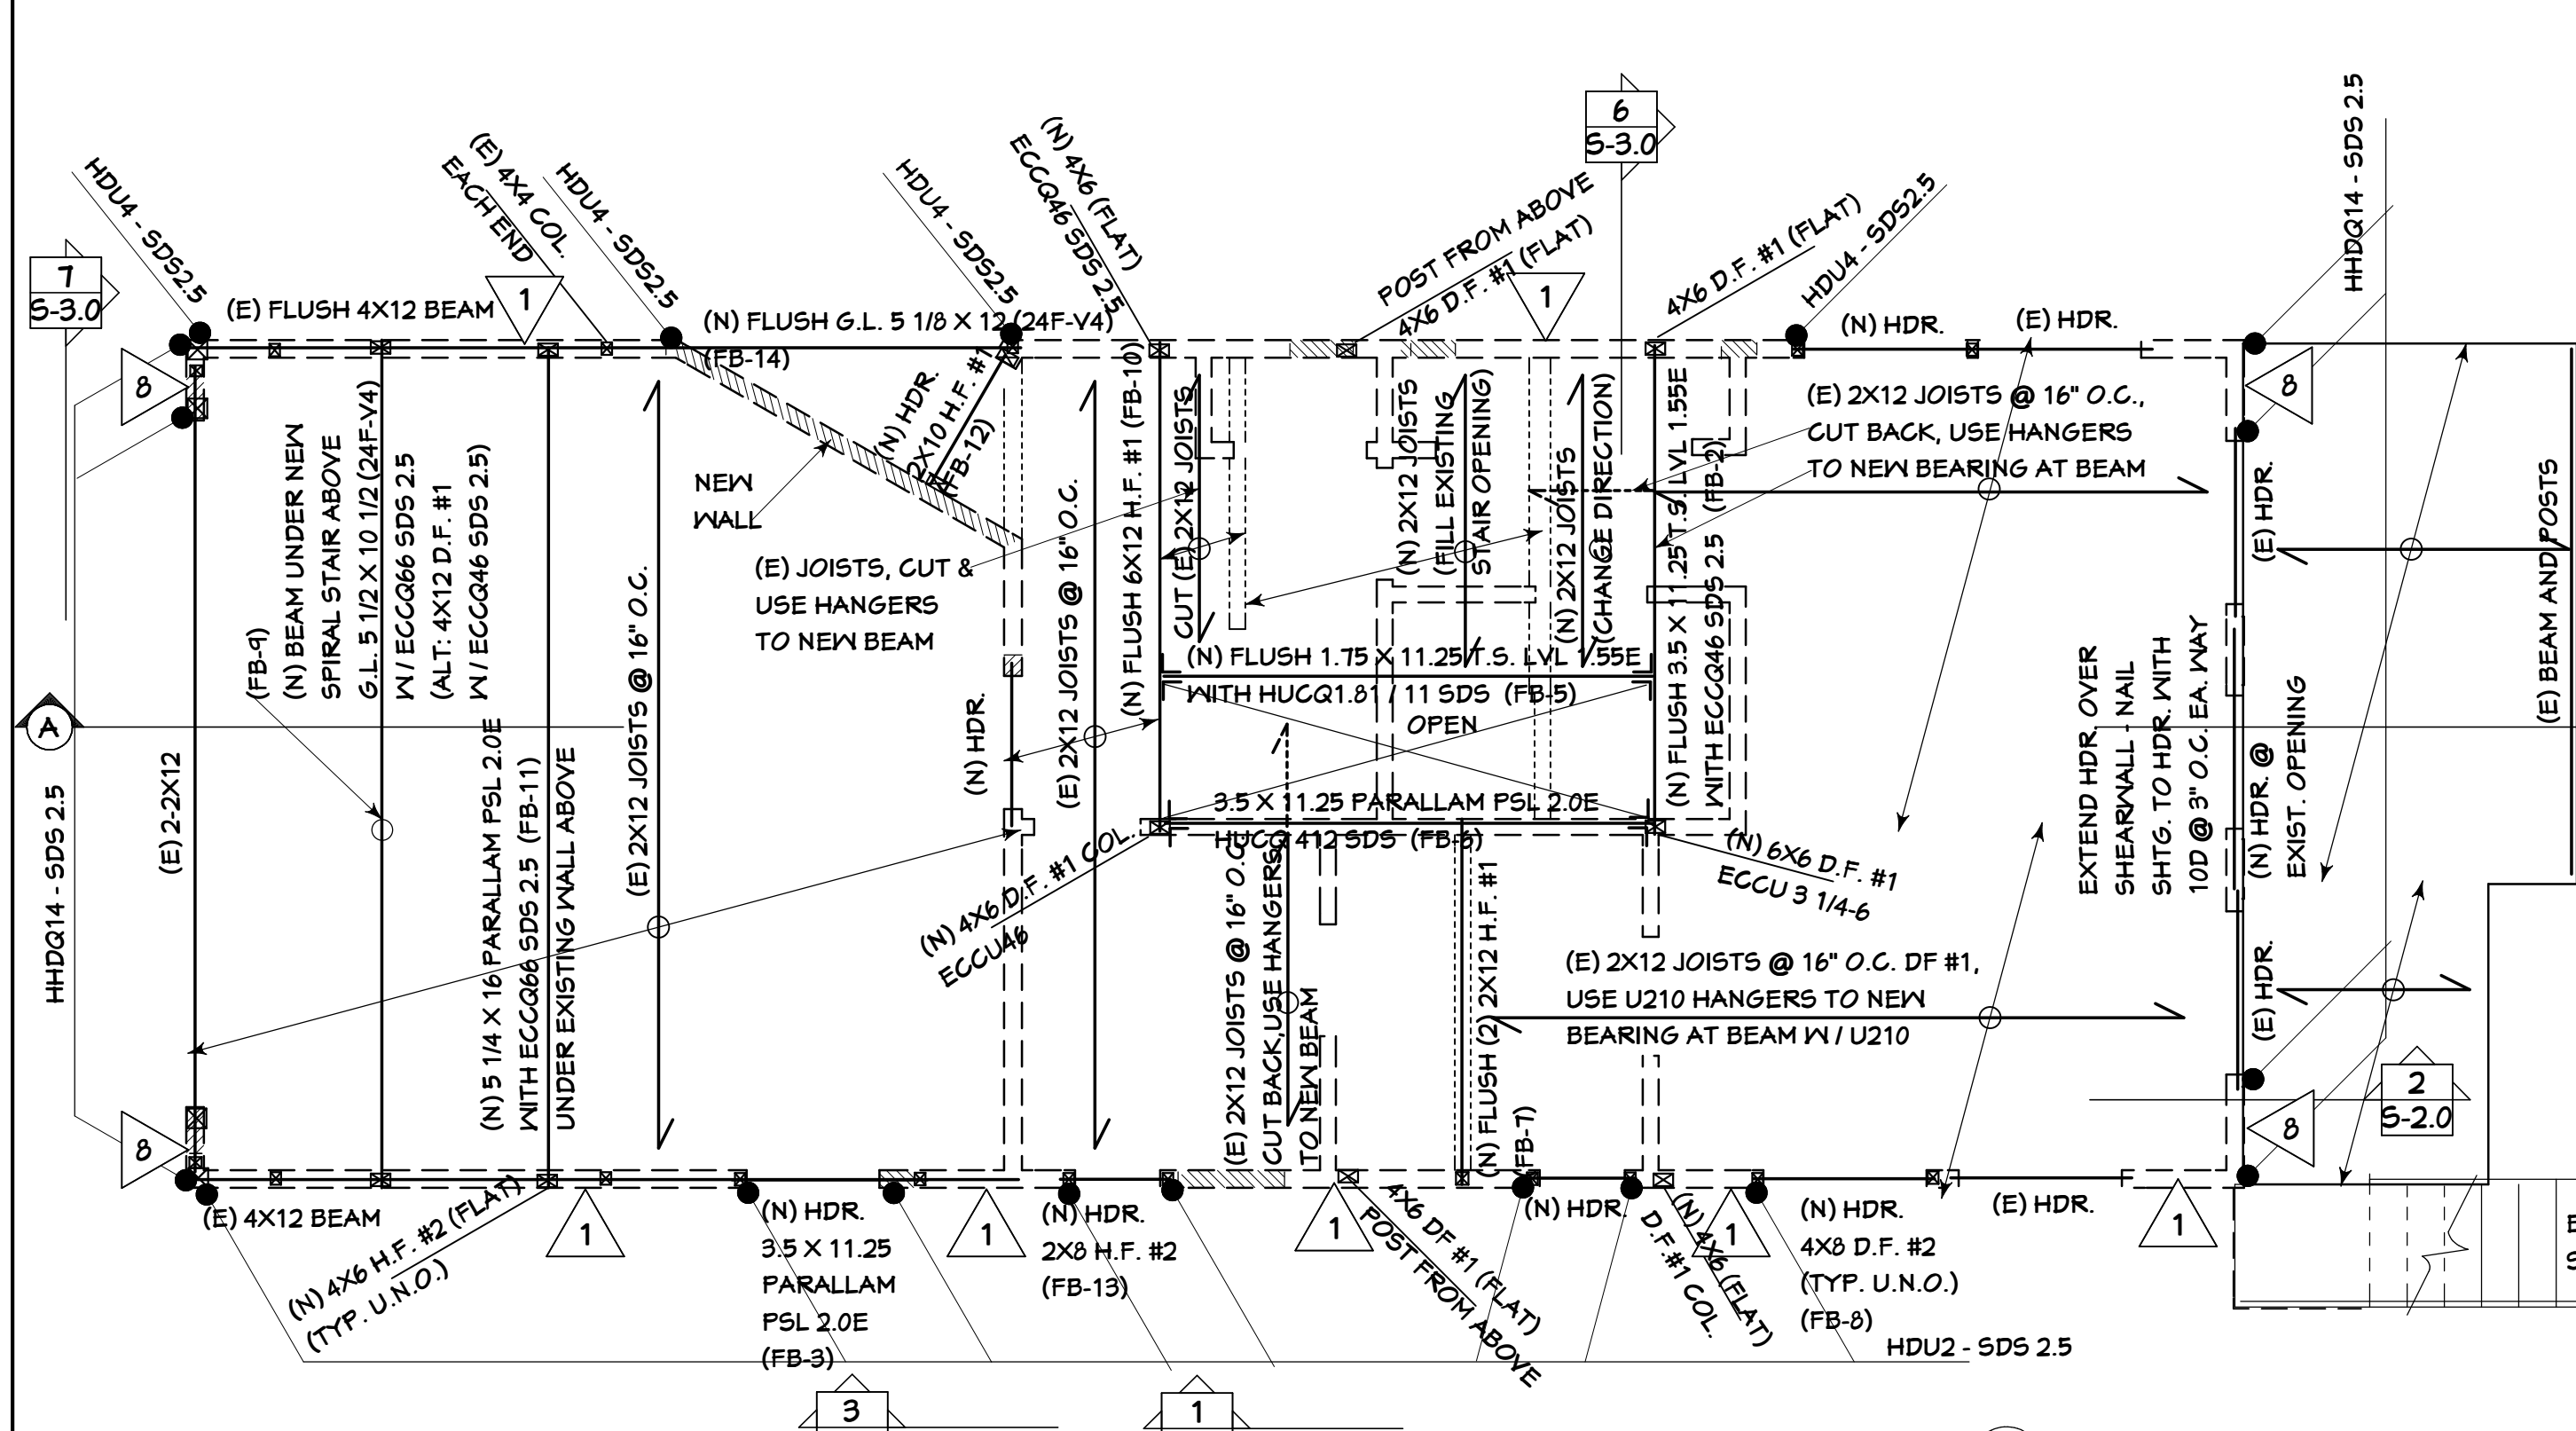 HDU4 - SDS2.5
(E) 4X4 COL.
EACH END
HDU4 - SDS2.5
HDU4 - SDS2.5
(N) 4X6 (FLAT)
ECCQ46 SDS 2.5
POST FROM ABOVE
4X6 D.F. #1 (FLAT)
6
S-3.0
4X6 D.F. #1 (FLAT)
HDU4 - SDS2.5
HHDQ14 - SDS 2.5
7
S-3.0
(E) FLUSH 4X12 BEAM
1
(N) FLUSH G.L. 5 1/8 X 12 (24F-V4)
(FB-14)
1
(N) HDR.
(E) HDR.
8
8
(N) HDR.
2X10 H.F. #1
(FB-12)
NEW
WALL
(E) JOISTS, CUT &
USE HANGERS
TO NEW BEAM
(E) 2X12 JOISTS @ 16" O.C.,
CUT BACK, USE HANGERS
TO NEW BEARING AT BEAM
(FB-9)
(N) BEAM UNDER NEW
SPIRAL STAIR ABOVE
G.L. 5 1/2 X 10 1/2 (24F-V4)
W/ ECCQ66 SDS 2.5
(ALT: 4X12 D.F. #1
W/ ECCQ46 SDS 2.5)
(E) 2-2X12
(N) 5 1/4 X 16 PARALLAM PSL 2.0E
WITH ECCQ66 SDS 2.5 (FB-11)
UNDER EXISTING WALL ABOVE
(E) 2X12 JOISTS @ 16" O.C.
(N) HDR.
(E) 2X12 JOISTS @ 16" O.C.
(N) FLUSH 6X12 H.F. #1 (FB-10)
CUT (E) 2X12 JOISTS
(N) 2X12 JOISTS
(FILL EXISTING
STAIR OPENING)
(N) 2X12 JOISTS
(CHANGE DIRECTION)
(N) FLUSH 3.5 X 11.25 T.S. LVL 1.55E
WITH ECCQ46 SDS 2.5 (FB-2)
(N) FLUSH 1.75 X 11.25 T.S. LVL 1.55E
WITH HUCQ1.81 / 11 SDS (FB-5)
OPEN
3.5 X 11.25 PARALLAM PSL 2.0E
HUCQ 412 SDS (FB-6)
A
HHDQ14 - SDS 2.5
(N) 4X6 D.F. #1 COL.
ECCU46
(N) 6X6 D.F. #1
ECCU 3 1/4-6
(E) 2X12 JOISTS @ 16" O.C.
CUT BACK,USE HANGERS
TO NEW BEAM
(N) FLUSH (2) 2X12 H.F. #1
(FB-7)
(E) 2X12 JOISTS @ 16" O.C. DF #1,
USE U210 HANGERS TO NEW
BEARING AT BEAM W / U210
EXTEND HDR. OVER
SHEARWALL - NAIL
SHTG. TO HDR. WITH
10D @ 3" O.C. EA. WAY
(E) HDR.
(N) HDR. @
EXIST. OPENING
(E) HDR.
(E) BEAM AND POSTS
2
S-2.0
8
8
(E) 4X12 BEAM
(N) 4X6 H.F. #2 (FLAT)
(TYP. U.N.O.)
1
(N) HDR.
3.5 X 11.25
PARALLAM
PSL 2.0E
(FB-3)
1
(N) HDR.
2X8 H.F. #2
(FB-13)
1
4X6 DF #1 (FLAT)
POST FROM ABOVE
(N) HDR.
(N) 4X6 (FLAT)
D.F.#1 COL.
1
(N) HDR.
4X8 D.F. #2
(TYP. U.N.O.)
(FB-8)
(E) HDR.
1
HDU2 - SDS 2.5
3
1